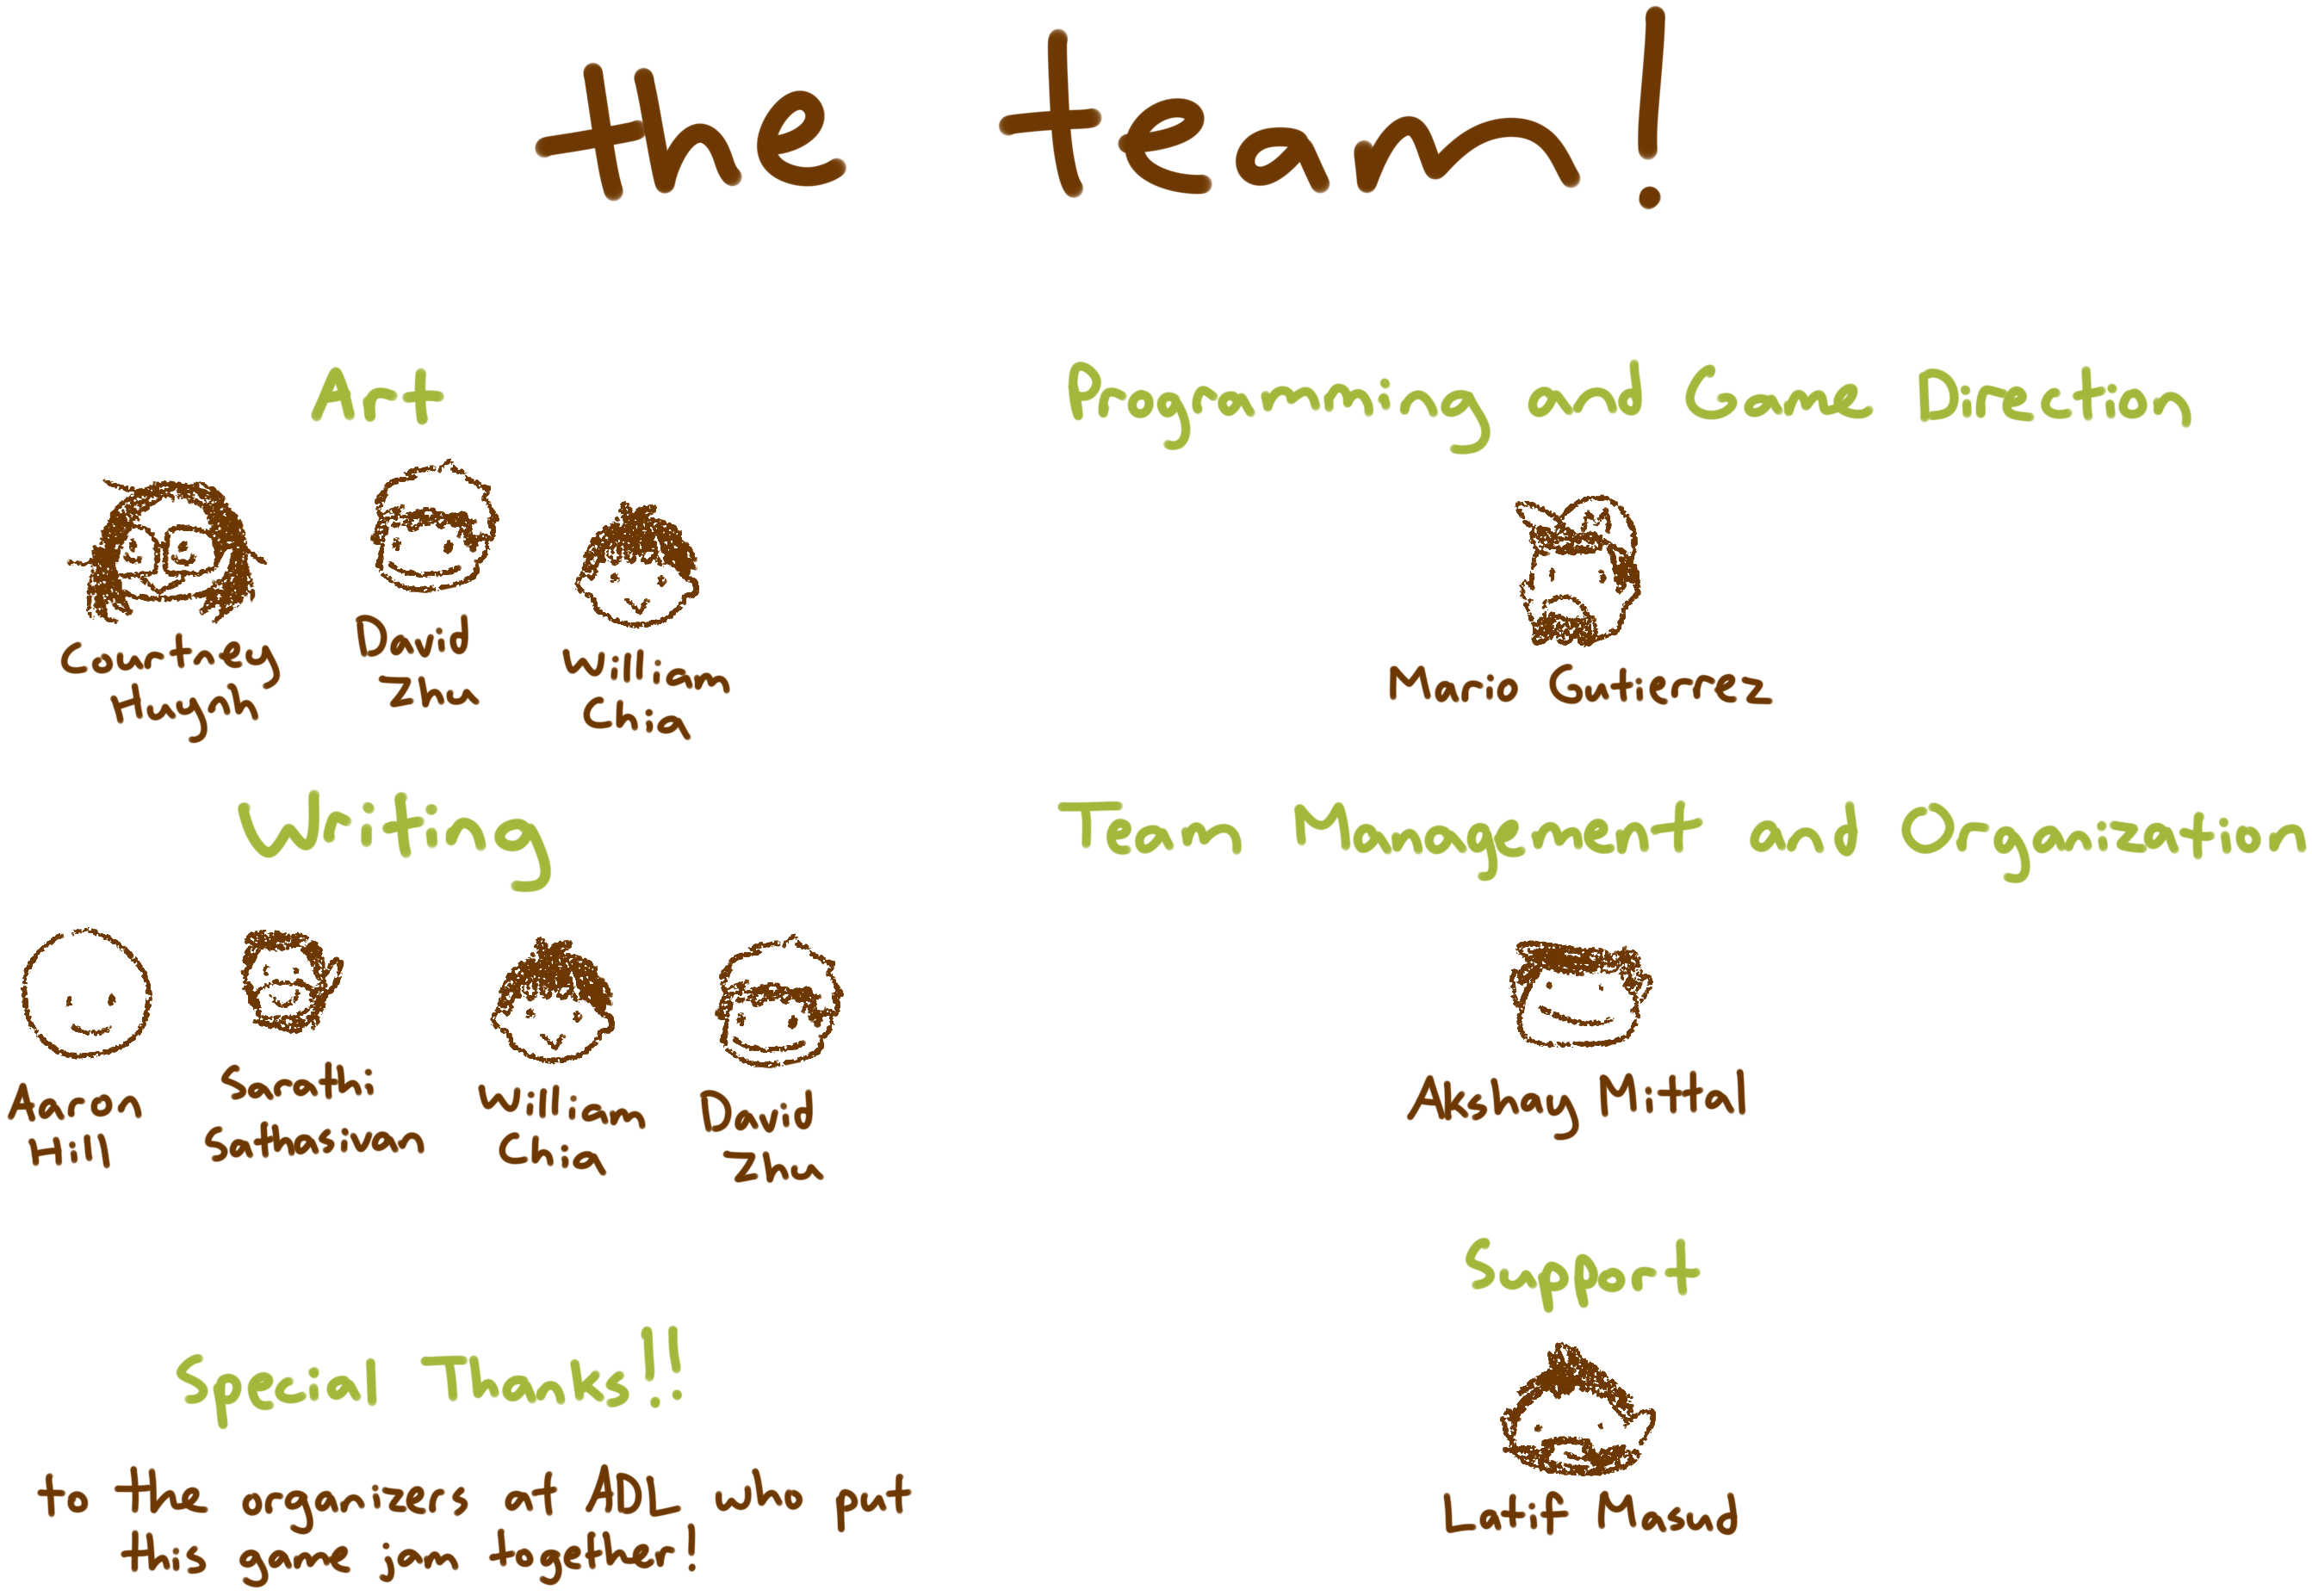 the team!
Art
Courtney
Huynh
David
Zhu
William
Chia
Programming and Game Direction
Mario Gutierrez
Writing
Aaron
Hill
Sarathi
Sathasivan
William
Chia
David
Zhu
Team Management and Organization
Akshay Mittal
Support
Latif Masud
Special Thanks!!
to the organizers at ADL who put
this game jam together!